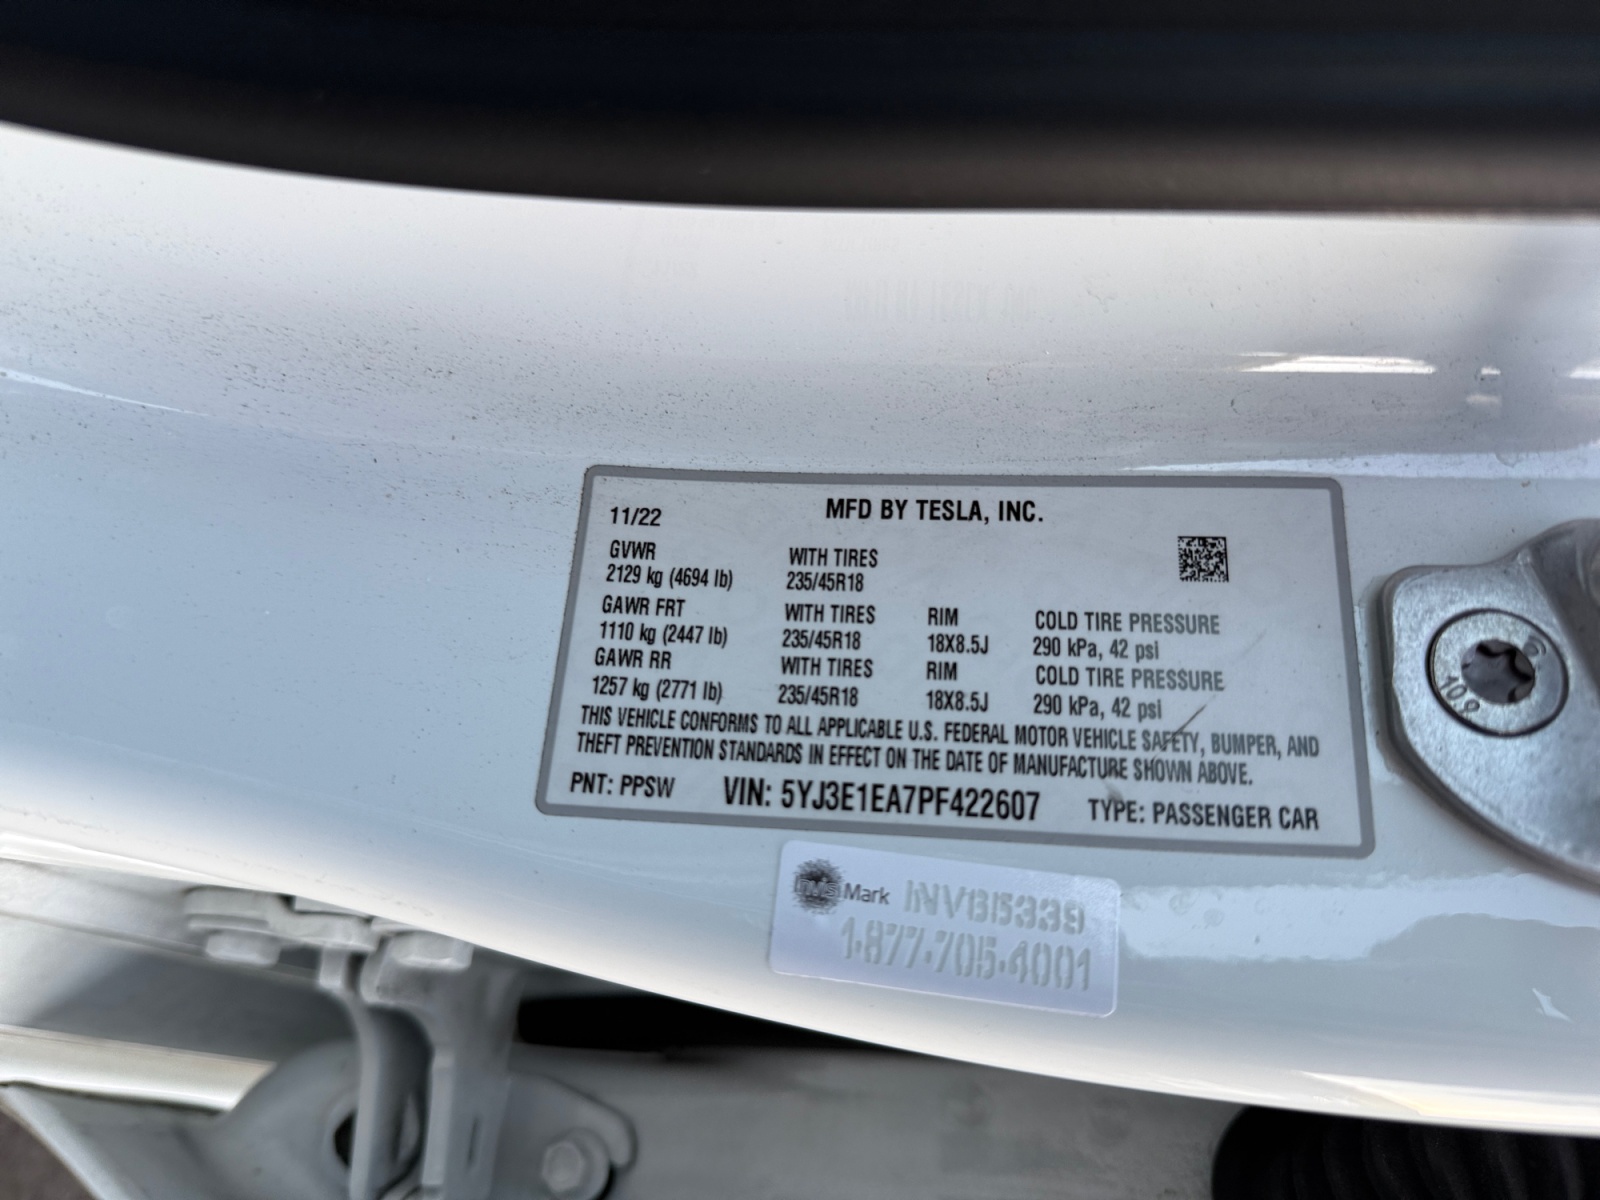 11/22 MFD BY TESLA, INC.
GVWR WITH TIRES
2129 kg (4694 lb) 235/45R18
GAWR FRT WITH TIRES RIM COLD TIRE PRESSURE
1110 kg (2447 lb) 235/45R18 18X8.5J 290 kPa, 42 psi
GAWR RR WITH TIRES RIM COLD TIRE PRESSURE
1257 kg (2771 lb) 235/45R18 18X8.5J 290 kPa, 42 psi
THIS VEHICLE CONFORMS TO ALL APPLICABLE U.S. FEDERAL MOTOR VEHICLE SAFETY, BUMPER, AND
THEFT PREVENTION STANDARDS IN EFFECT ON THE DATE OF MANUFACTURE SHOWN ABOVE.
PNT: PPSW VIN: 5YJ3E1EA7PF422607 TYPE: PASSENGER CAR
Mark
1-877-705-4001
10.9